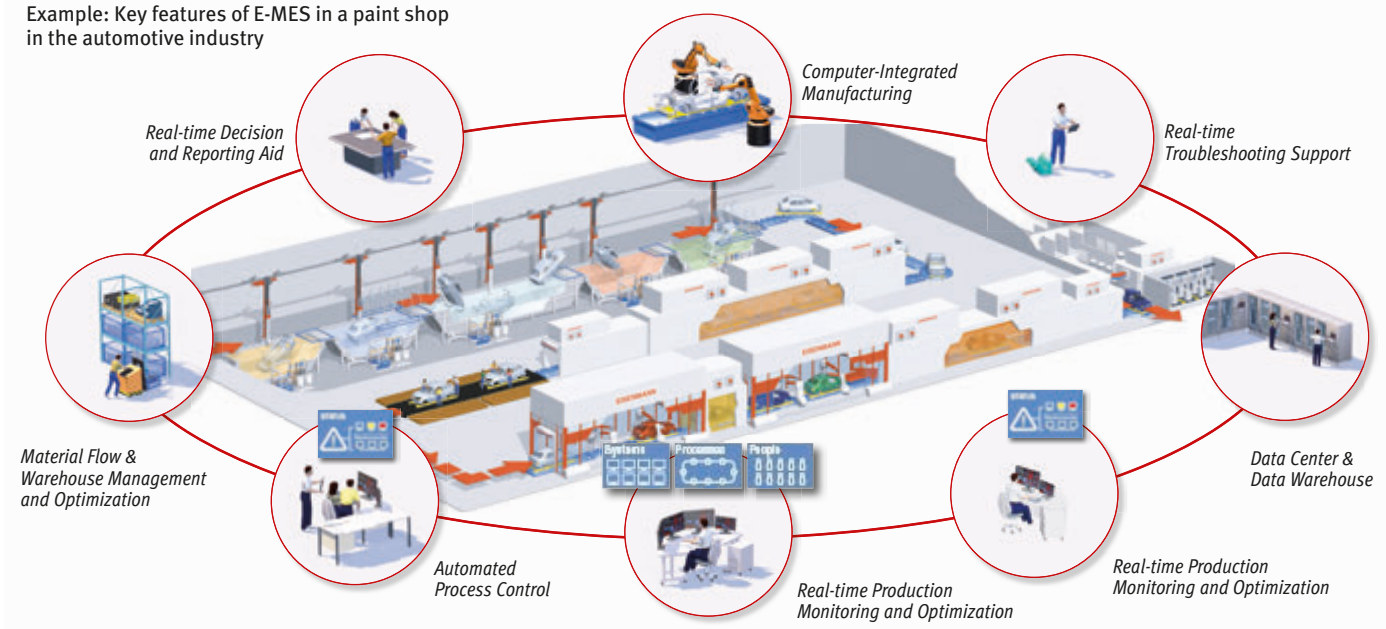 Example: Key features of E-MES in a paint shop
in the automotive industry
Computer-Integrated
Manufacturing
Real-time Decision
and Reporting Aid
Real-time
Troubleshooting Support
EISENMANN
EISENMANN
STATUS
STATUS
Systems
Processes
People
Material Flow &
Warehouse Management
and Optimization
Data Center &
Data Warehouse
Automated
Process Control
Real-time Production
Monitoring and Optimization
Real-time Production
Monitoring and Optimization